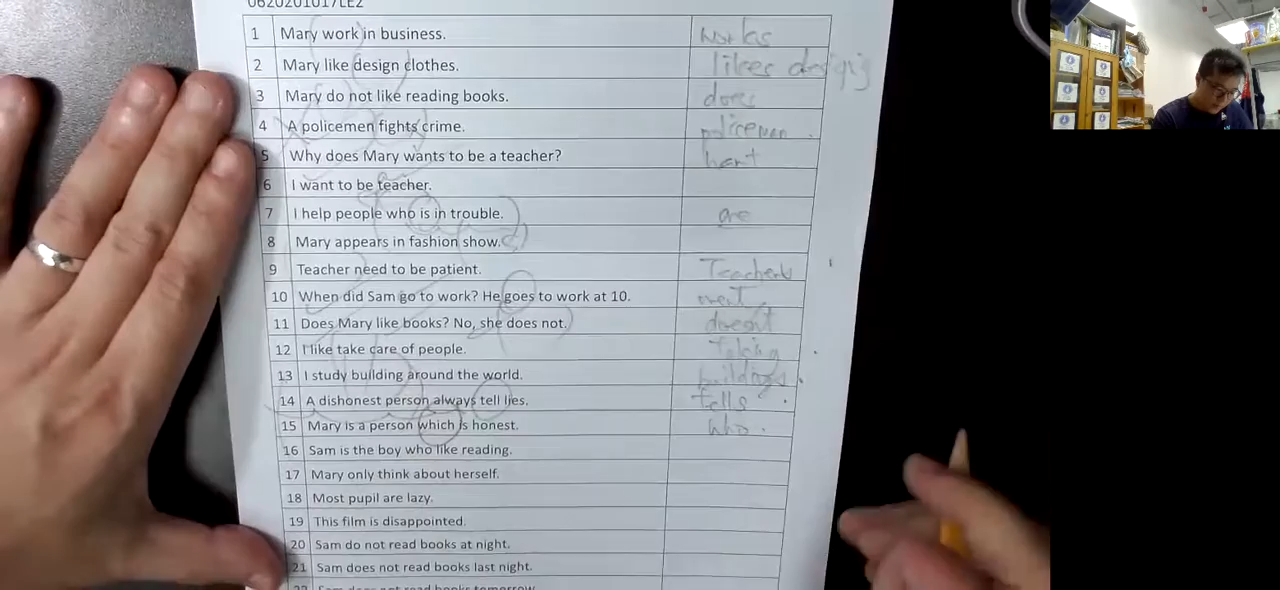 0620201017LE2
1 Mary work in business. works
2 Mary like design clothes. likes designing
3 Mary do not like reading books. does
4 A policemen fights crime. policeman
5 Why does Mary wants to be a teacher? want
6 I want to be teacher.
7 I help people who is in trouble. are
8 Mary appears in fashion show.
9 Teacher need to be patient. Teachers
10 When did Sam go to work? He goes to work at 10. went
11 Does Mary like books? No, she does not. doesn't
12 I like take care of people. taking
13 I study building around the world. buildings
14 A dishonest person always tell lies. tells
15 Mary is a person which is honest. who
16 Sam is the boy who like reading.
17 Mary only think about herself.
18 Most pupil are lazy.
19 This film is disappointed.
20 Sam do not read books at night.
21 Sam does not read books last night.
22 Sam does not read books tomorrow